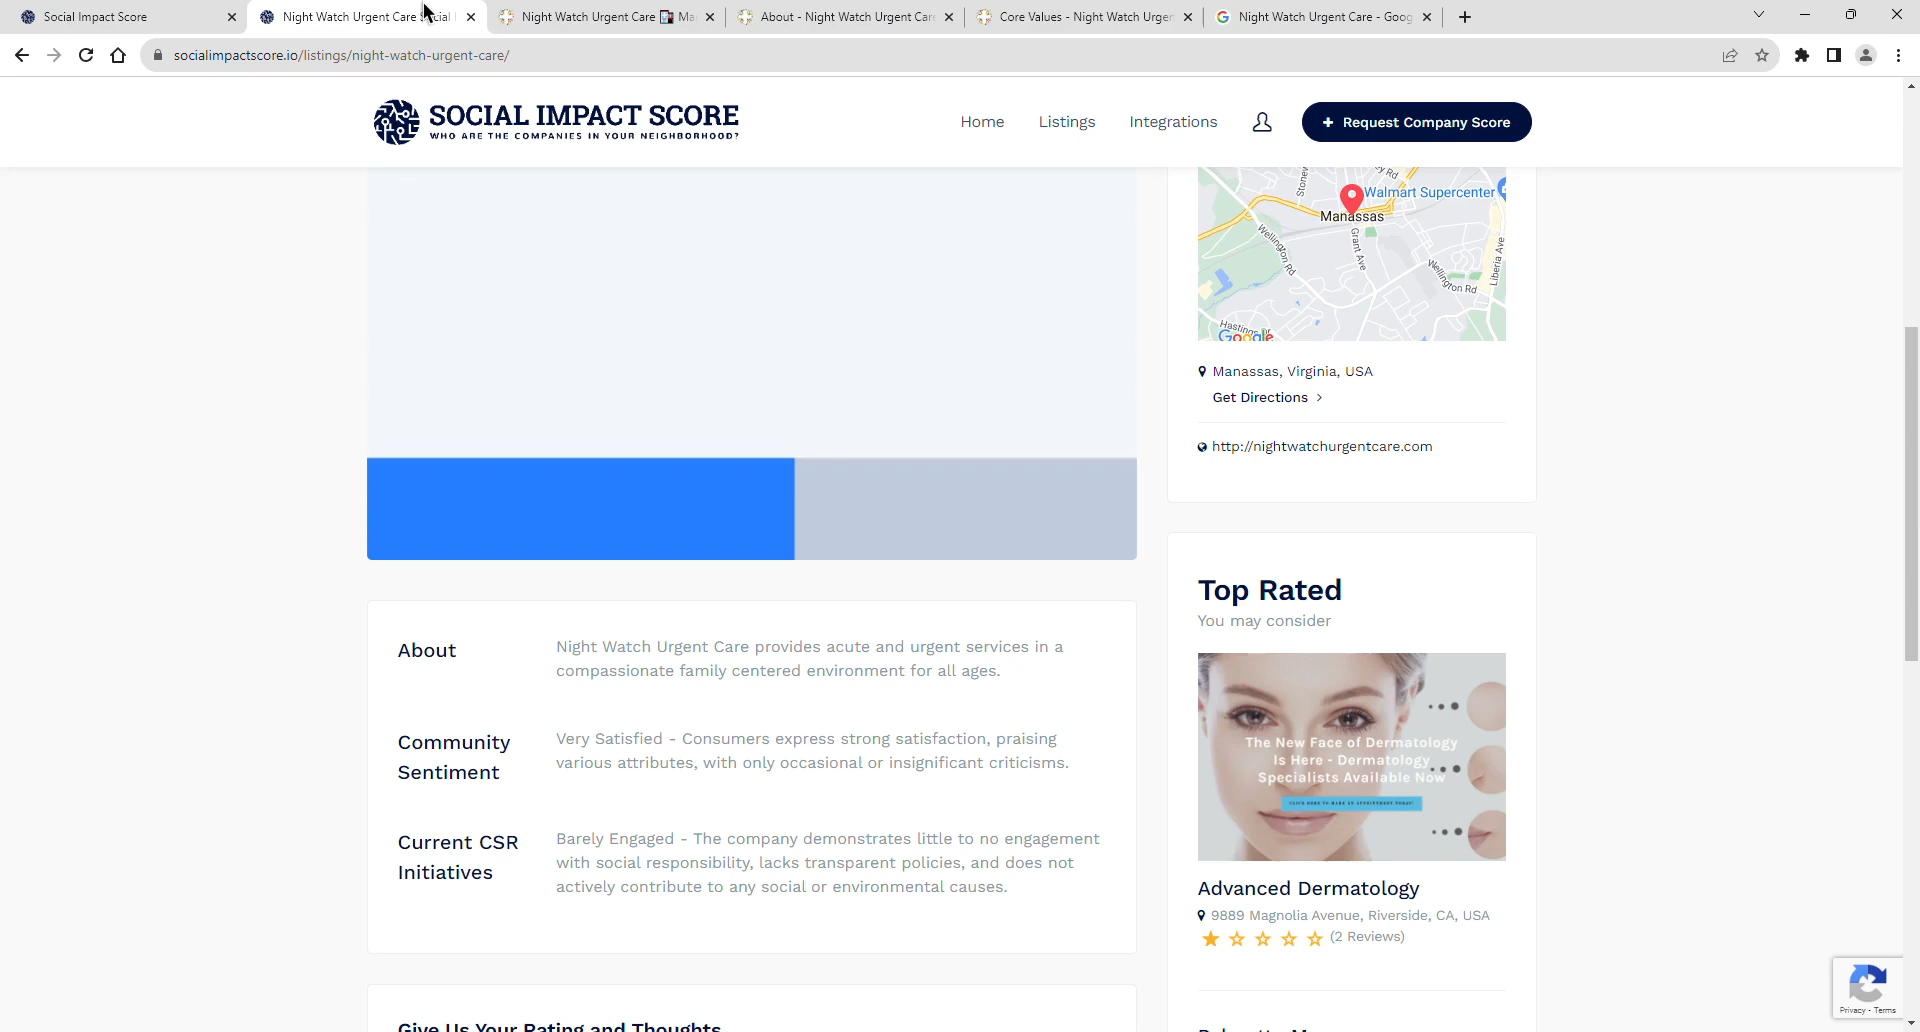 Social Impact Score
Night Watch Urgent Care
Night Watch Urgent Care
About - Night Watch Urgent Car
Core Values - Night Watch Urgen
Night Watch Urgent Care - Goog
socialimpactscore.io/listings/night-watch-urgent-care/
SOCIAL IMPACT SCORE
WHO ARE THE COMPANIES IN YOUR NEIGHBORHOOD?
Home
Listings
Integrations
+ Request Company Score
Walmart Supercenter
Manassas
Grant Ave
Wellington Rd
Wellington Rd
Liberia Ave
Google
Manassas, Virginia, USA
Get Directions >
http://nightwatchurgentcare.com
Top Rated
You may consider
The New Face of Dermatology
Is Here - Dermatology
Specialists Available Now
CLICK HERE TO MAKE AN APPOINTMENT TODAY!
Advanced Dermatology
9889 Magnolia Avenue, Riverside, CA, USA
(2 Reviews)
About
Night Watch Urgent Care provides acute and urgent services in a
compassionate family centered environment for all ages.
Community
Sentiment
Very Satisfied - Consumers express strong satisfaction, praising
various attributes, with only occasional or insignificant criticisms.
Current CSR
Initiatives
Barely Engaged - The company demonstrates little to no engagement
with social responsibility, lacks transparent policies, and does not
actively contribute to any social or environmental causes.
Give Us Your Rating and Thoughts
Privacy - Terms